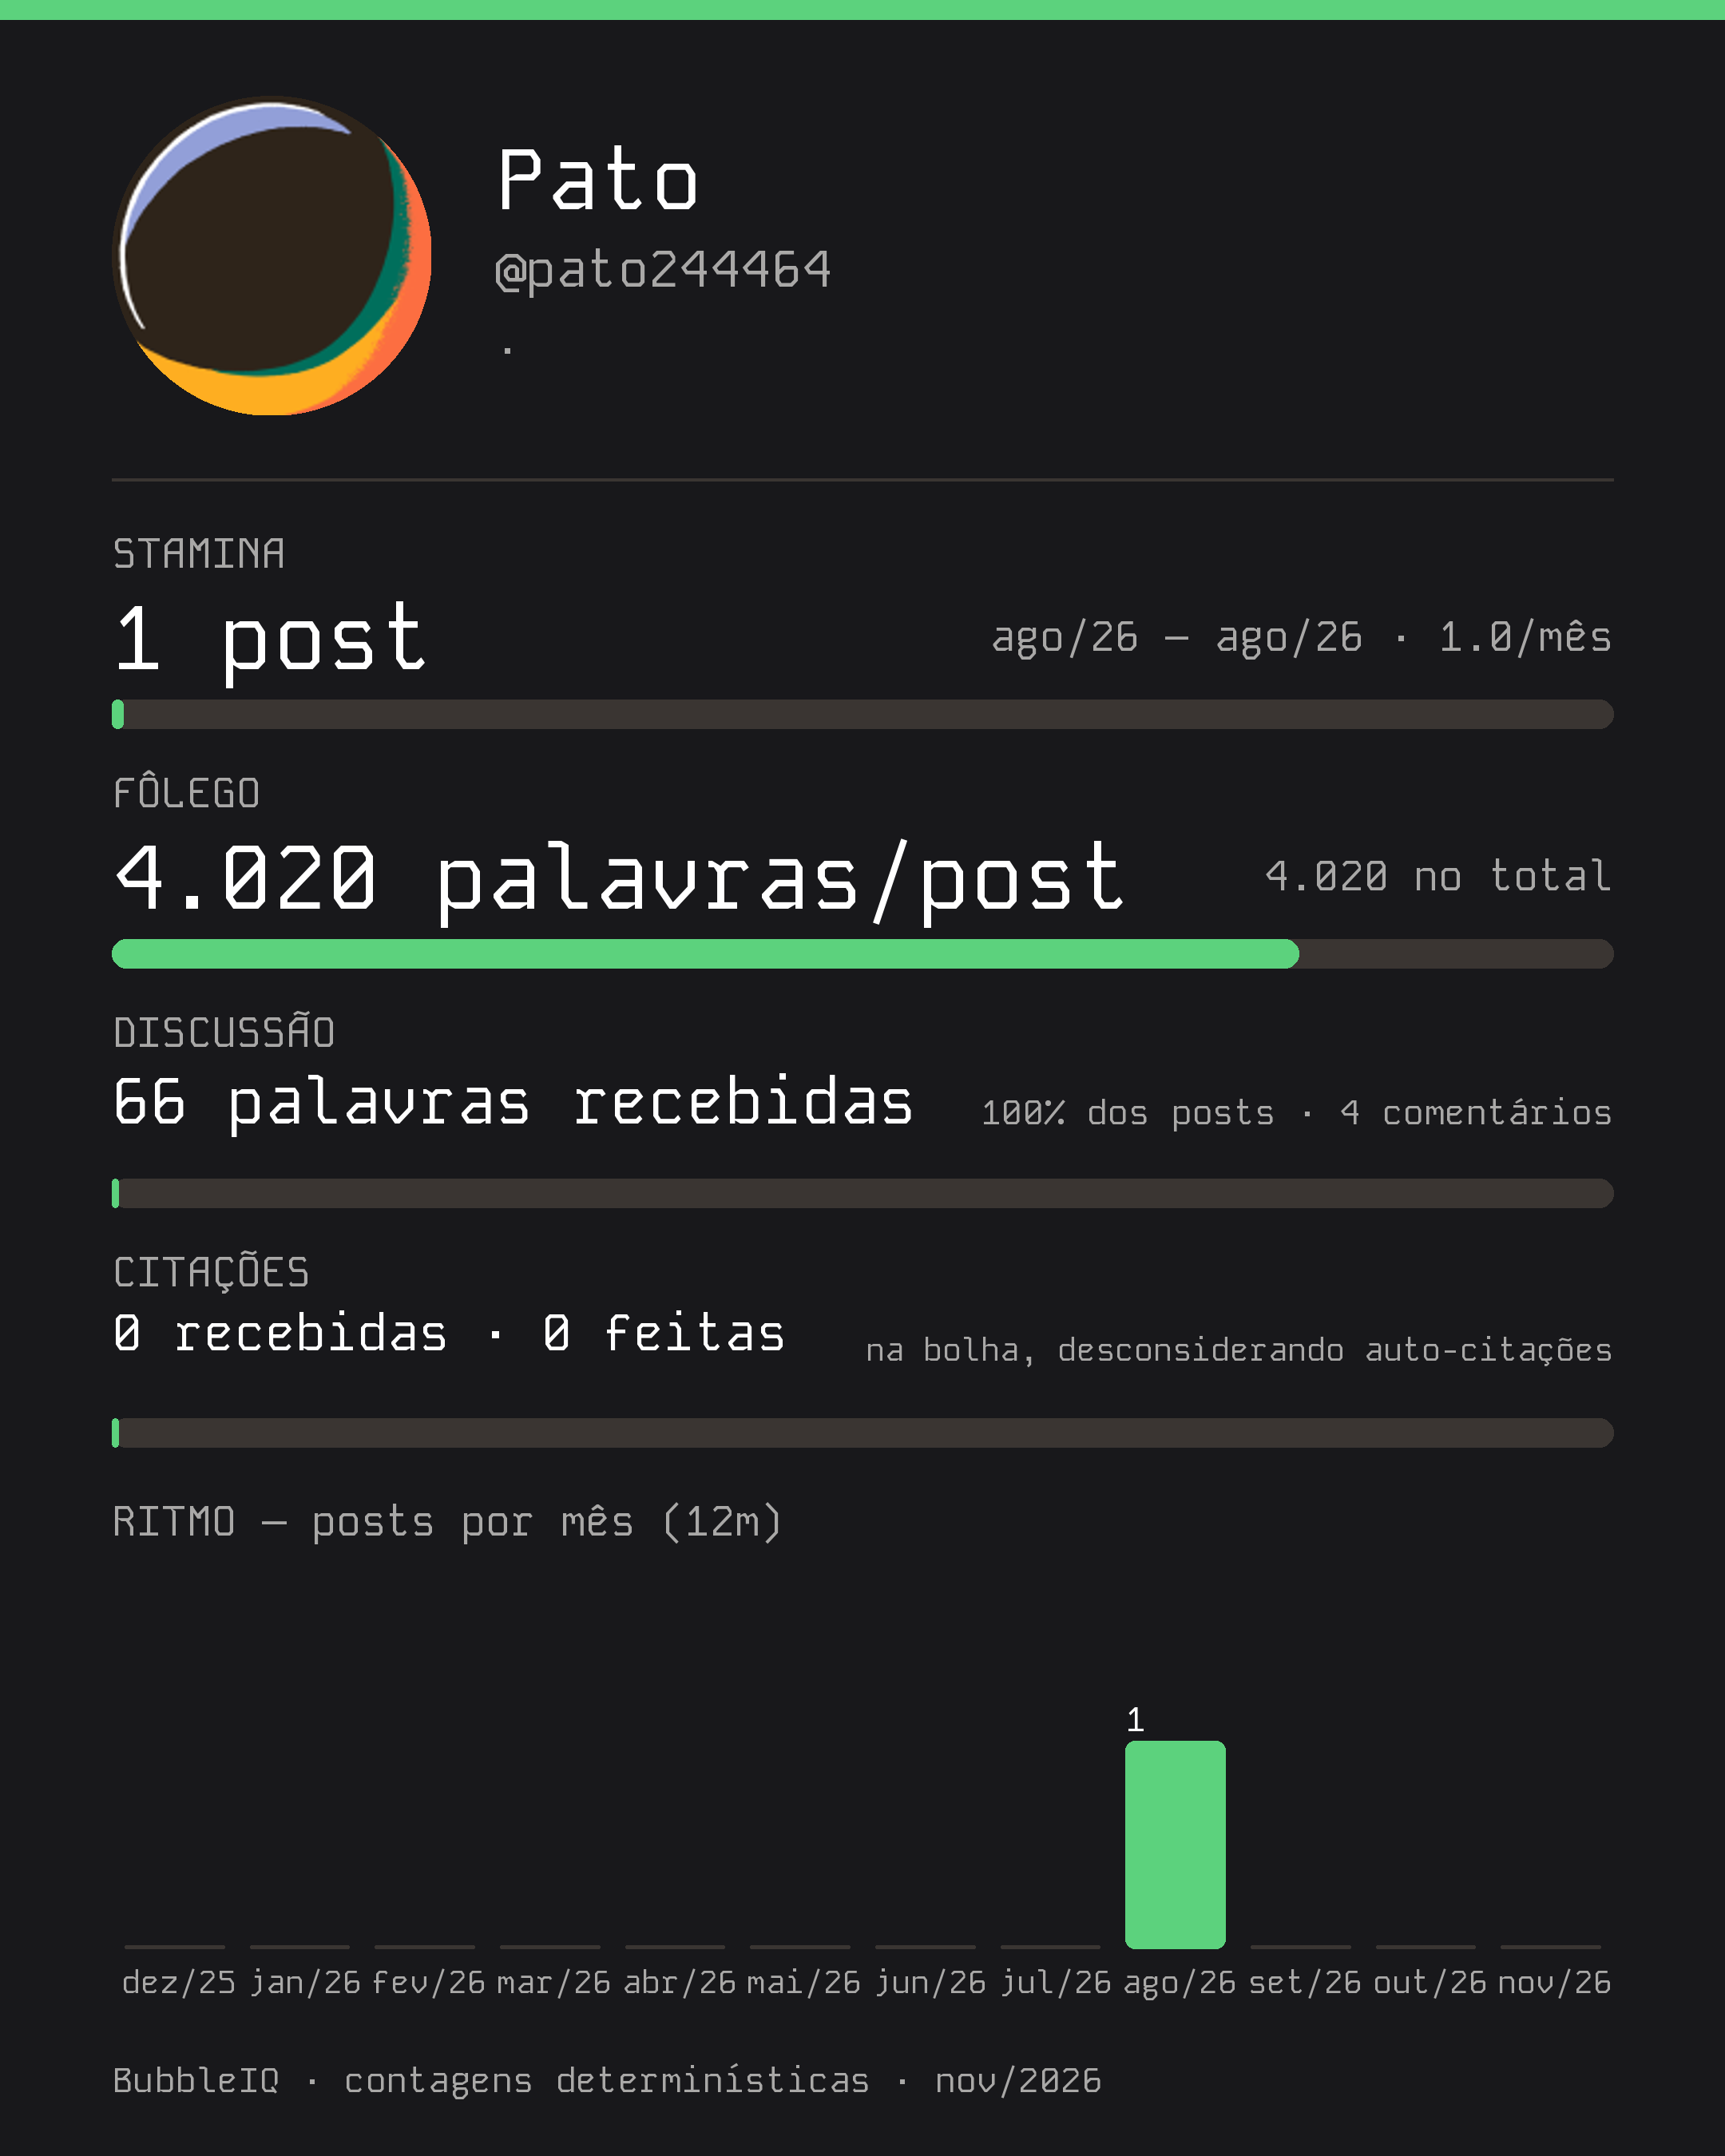 Pato
@pato244464
.
STAMINA
1 post
ago/26 — ago/26 · 1.0/mês
FÔLEGO
4.020 palavras/post
4.020 no total
DISCUSSÃO
66 palavras recebidas
100% dos posts · 4 comentários
CITAÇÕES
0 recebidas · 0 feitas
na bolha, desconsiderando auto-citações
RITMO — posts por mês (12m)
1
dez/25 jan/26 fev/26 mar/26 abr/26 mai/26 jun/26 jul/26 ago/26 set/26 out/26 nov/26
BubbleIQ · contagens determinísticas · nov/2026